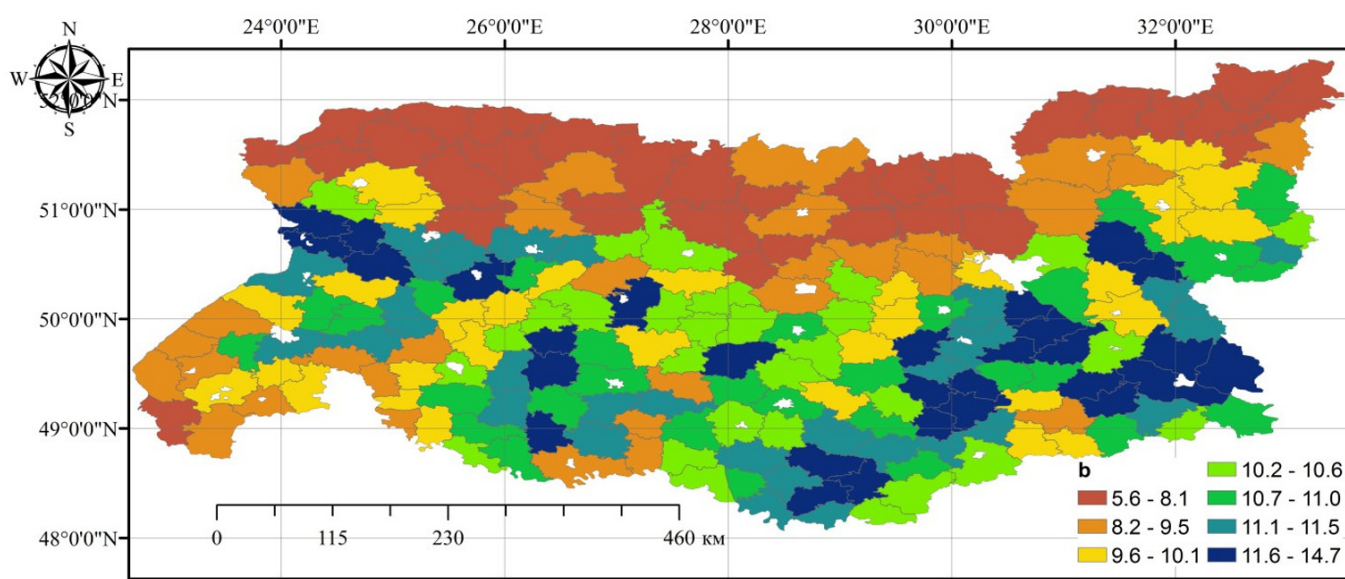 24°0'0"E 26°0'0"E 28°0'0"E 30°0'0"E 32°0'0"E
N
W E
S
52°0'0"N
51°0'0"N
50°0'0"N
49°0'0"N
48°0'0"N
b
5.6 - 8.1
8.2 - 9.5
9.6 - 10.1
10.2 - 10.6
10.7 - 11.0
11.1 - 11.5
11.6 - 14.7
0 115 230 460 км